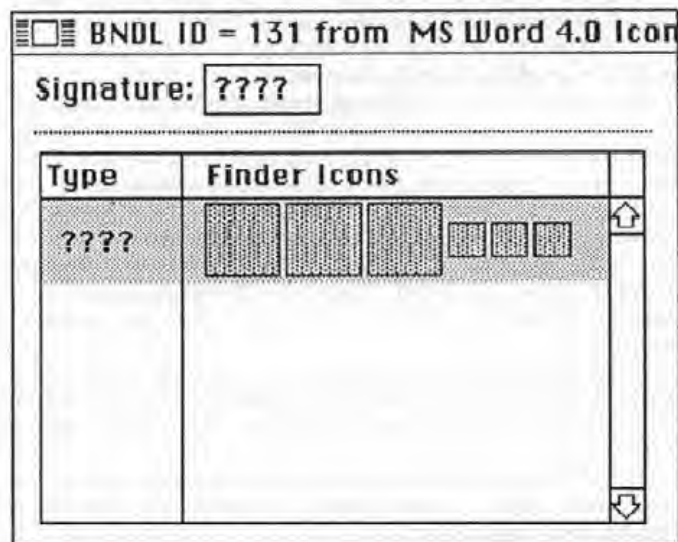 BNDL ID = 131 from MS Word 4.0 Icon
Signature: ????
Type Finder Icons
????